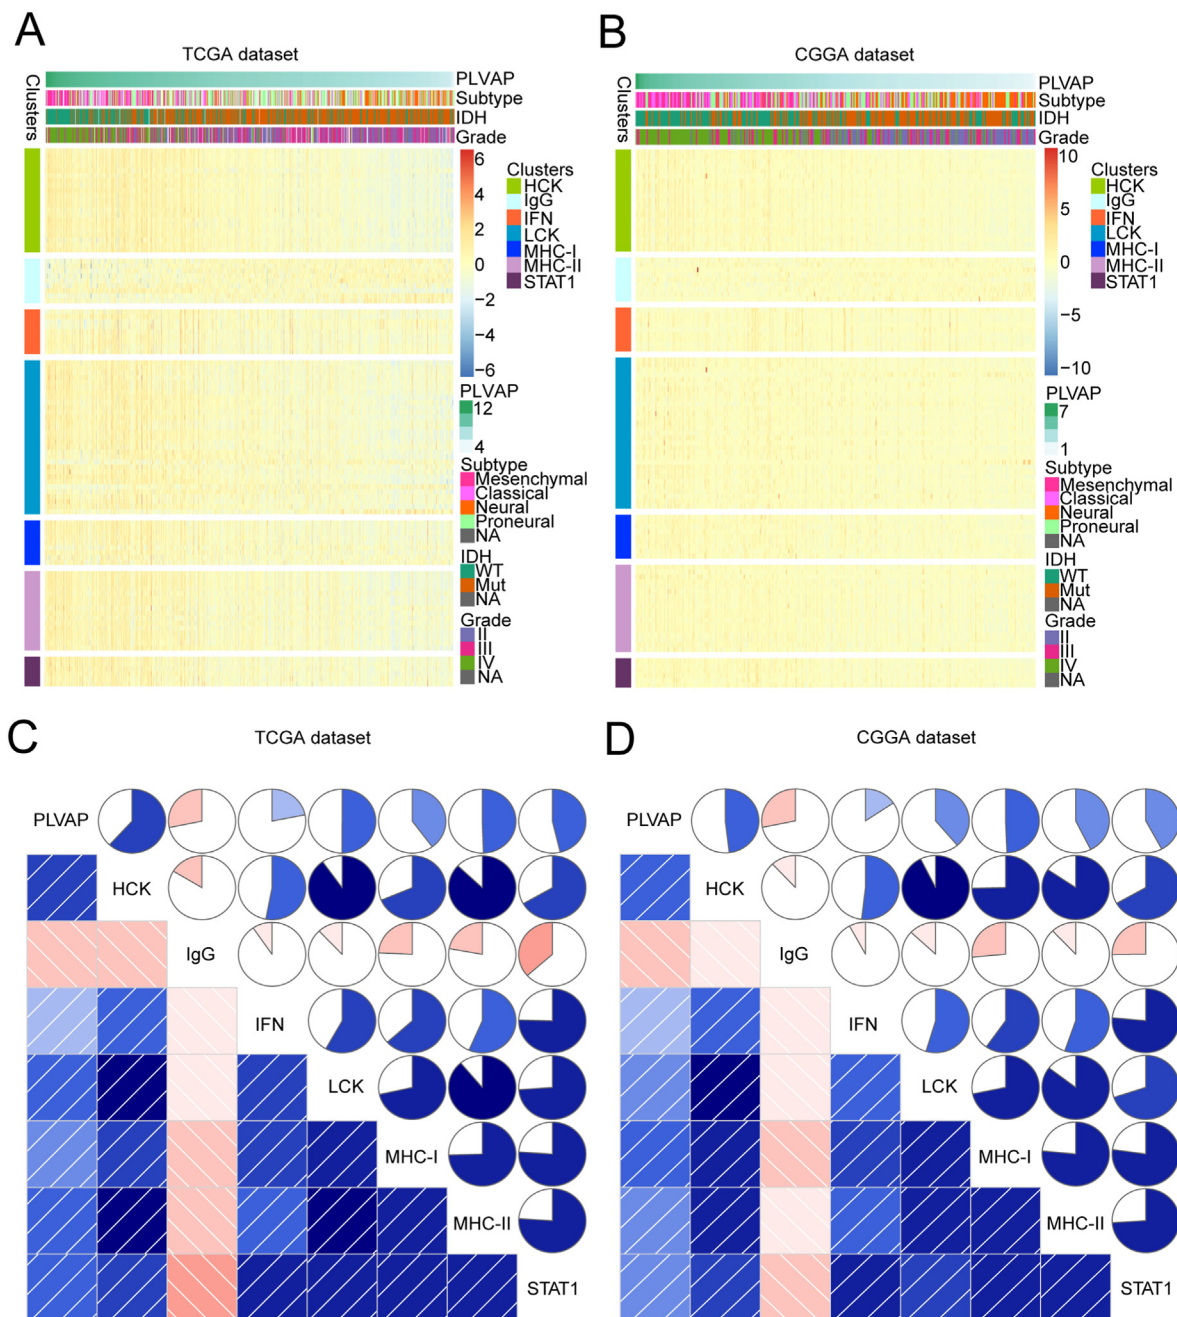 A
TCGA dataset
Clusters
PLVAP
Subtype
IDH
Grade
6
4
2
0
−2
−4
−6
Clusters
HCK
IgG
IFN
LCK
MHC-I
MHC-II
STAT1
PLVAP
12
4
Subtype
Mesenchymal
Classical
Neural
Proneural
NA
IDH
WT
Mut
NA
Grade
II
III
IV
NA
B
CGGA dataset
Clusters
PLVAP
Subtype
IDH
Grade
10
5
0
−5
−10
Clusters
HCK
IgG
IFN
LCK
MHC-I
MHC-II
STAT1
PLVAP
7
1
Subtype
Mesenchymal
Classical
Neural
Proneural
NA
IDH
WT
Mut
NA
Grade
II
III
IV
NA
C
TCGA dataset
PLVAP
HCK
IgG
IFN
LCK
MHC-I
MHC-II
STAT1
D
CGGA dataset
PLVAP
HCK
IgG
IFN
LCK
MHC-I
MHC-II
STAT1